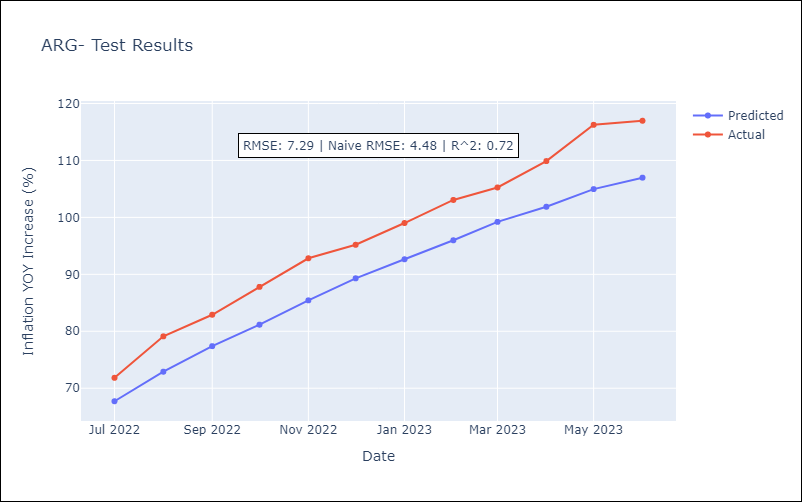 ARG- Test Results
Predicted
Actual
RMSE: 7.29 | Naive RMSE: 4.48 | R^2: 0.72
Inflation YOY Increase (%)
120
110
100
90
80
70
Jul 2022 Sep 2022 Nov 2022 Jan 2023 Mar 2023 May 2023
Date